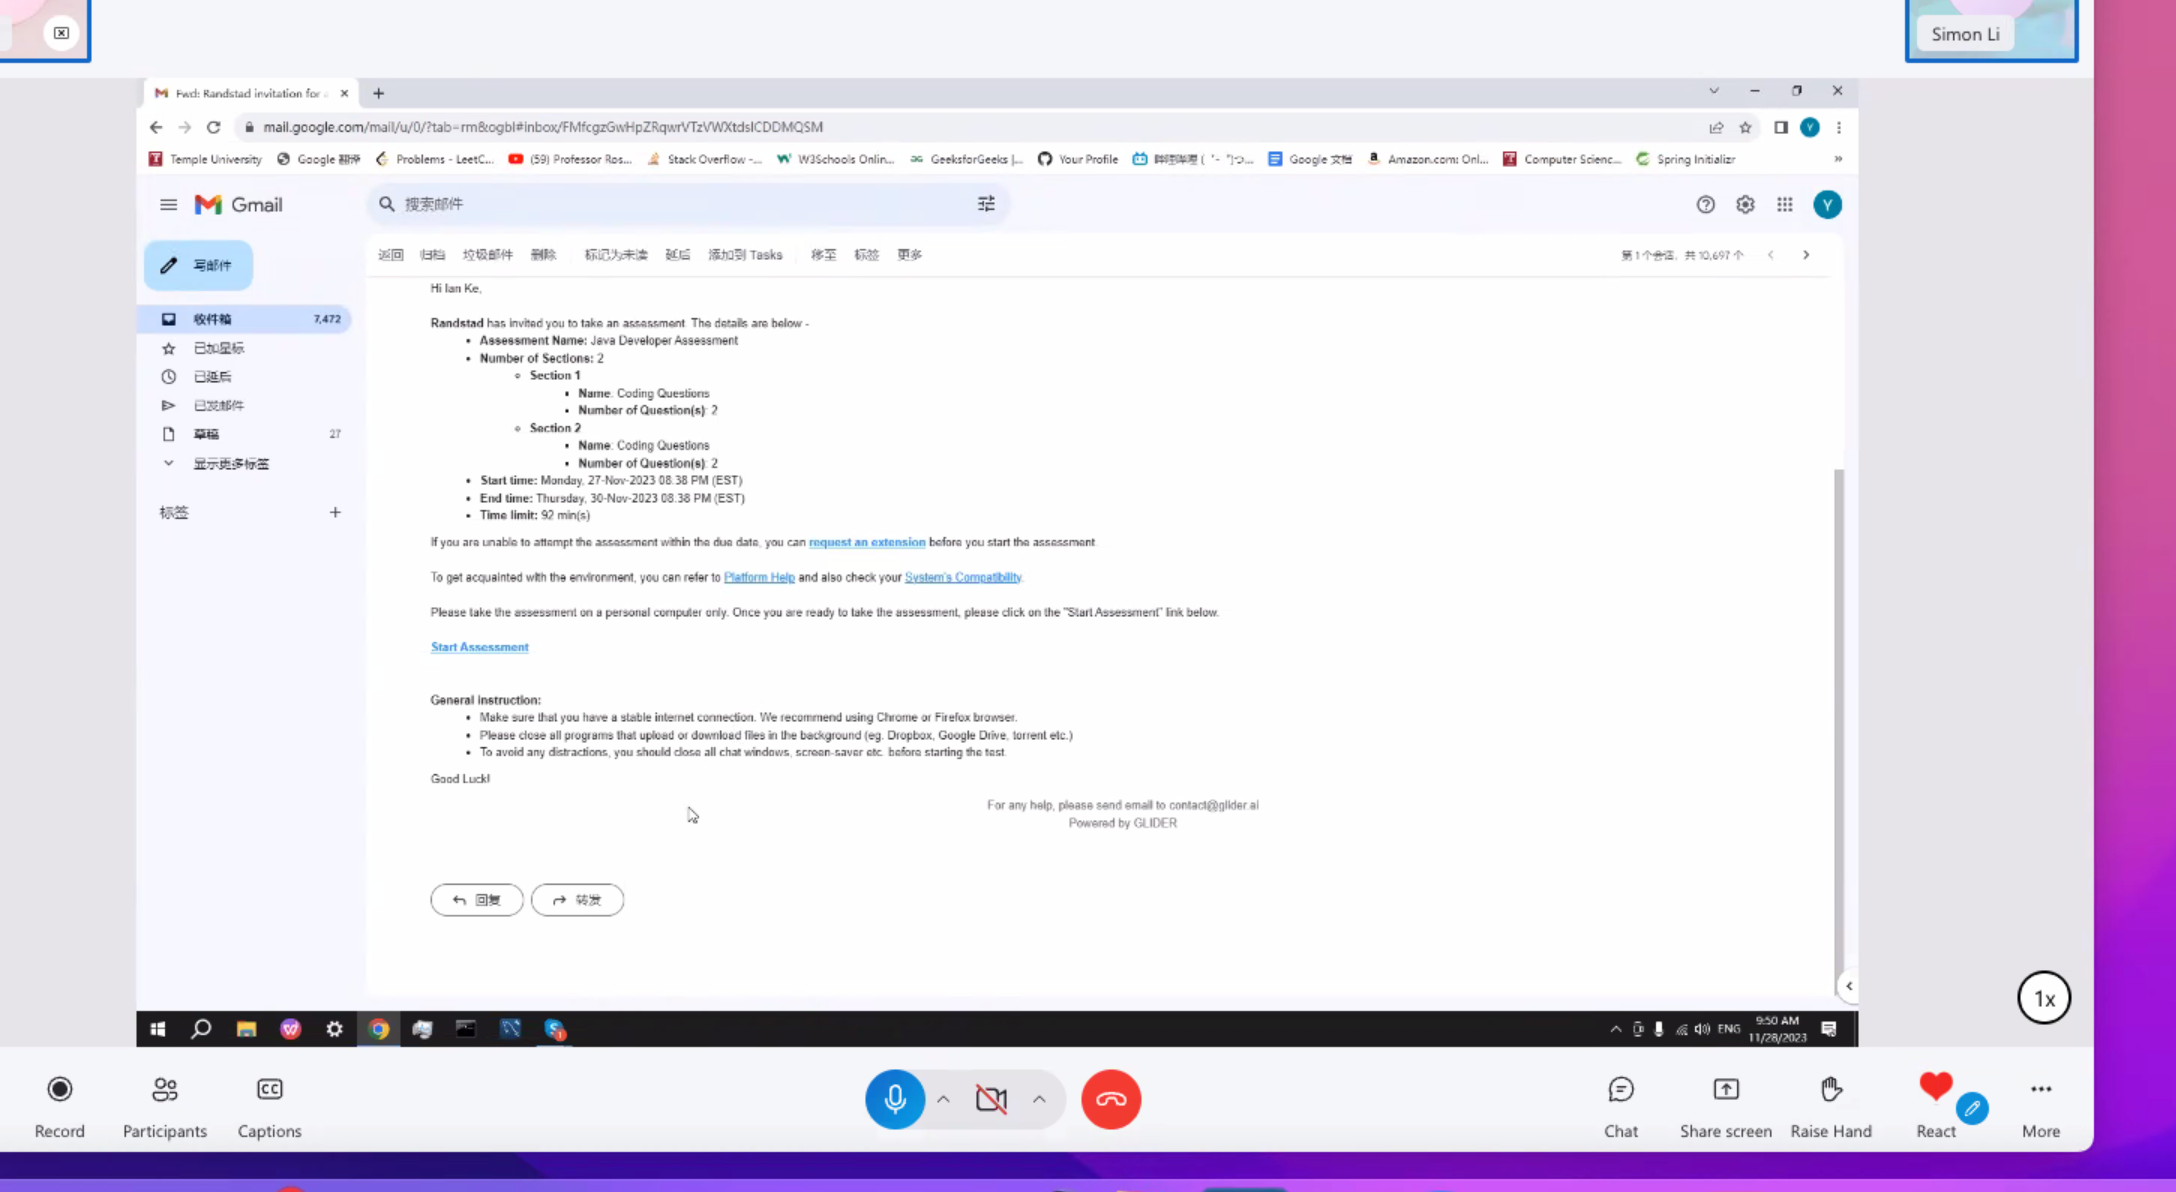 Simon Li
Fwd: Randstad invitation for
mail.google.com/mail/u/0/?tab=rm&ogbl#inbox/FMfcgzGwHpZRqwrVTzVWXtdsICDDMQSM
Temple University Google 翻译 Problems - LeetC... (59) Professor Ros... Stack Overflow -... W3Schools Onlin... GeeksforGeeks |... Your Profile Google 文档 Amazon.com: Onl... Computer Scienc... Spring Initializr »
Gmail 搜索邮件 Y
写邮件
返回 归档 垃圾邮件 删除 标记为未读 延后 添加到 Tasks 移至 标签 更多 第 1 个会话，共 10,697 个
收件箱 7,472
已加星标
已延后
已发邮件
草稿 27
显示更多标签
标签 +
Hi Ian Ke,
Randstad has invited you to take an assessment. The details are below -
Assessment Name: Java Developer Assessment
Number of Sections: 2
Section 1
Name: Coding Questions
Number of Question(s): 2
Section 2
Name: Coding Questions
Number of Question(s): 2
Start time: Monday, 27-Nov-2023 08:38 PM (EST)
End time: Thursday, 30-Nov-2023 08:38 PM (EST)
Time limit: 92 min(s)
If you are unable to attempt the assessment within the due date, you can request an extension before you start the assessment.
To get acquainted with the environment, you can refer to Platform Help and also check your System's Compatibility.
Please take the assessment on a personal computer only. Once you are ready to take the assessment, please click on the "Start Assessment" link below.
Start Assessment
General instruction:
Make sure that you have a stable internet connection. We recommend using Chrome or Firefox browser.
Please close all programs that upload or download files in the background (eg. Dropbox, Google Drive, torrent etc.)
To avoid any distractions, you should close all chat windows, screen-saver etc. before starting the test.
Good Luck!
For any help, please send email to contact@glider.ai
Powered by GLIDER
回复 转发
1x
ENG 9:50 AM
11/28/2023
Record Participants Captions Chat Share screen Raise Hand React More